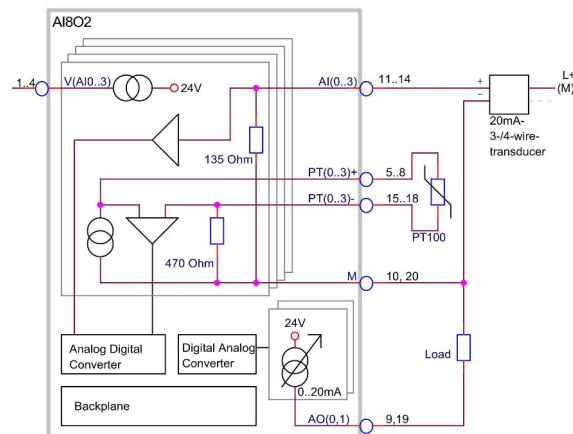 AI8O2
1..4
V(AI0..3)
24V
AI(0..3)
11..14
+
−
L+
(M)
20mA-
3-/4-wire-
transducer
135 Ohm
PT(0..3)+
5..8
PT(0..3)-
15..18
PT100
470 Ohm
M
10, 20
Analog Digital
Converter
Digital Analog
Converter
24V
0..20mA
Load
Backplane
AO(0,1)
9,19